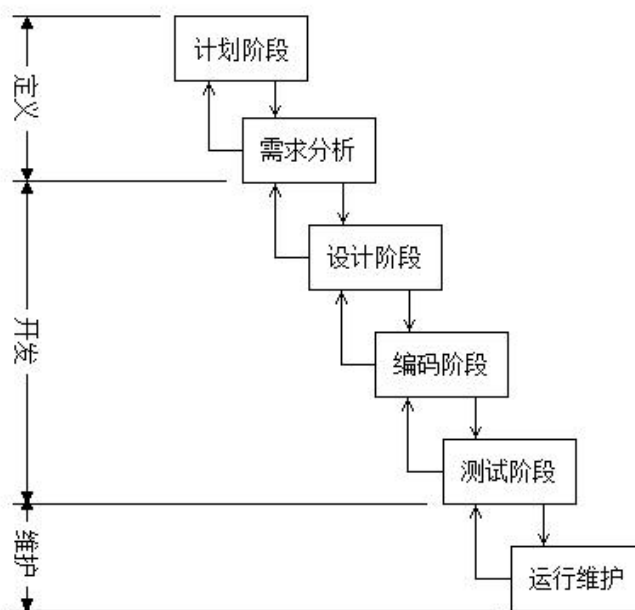 计划阶段
定义
需求分析
设计阶段
开发
编码阶段
测试阶段
维护
运行维护